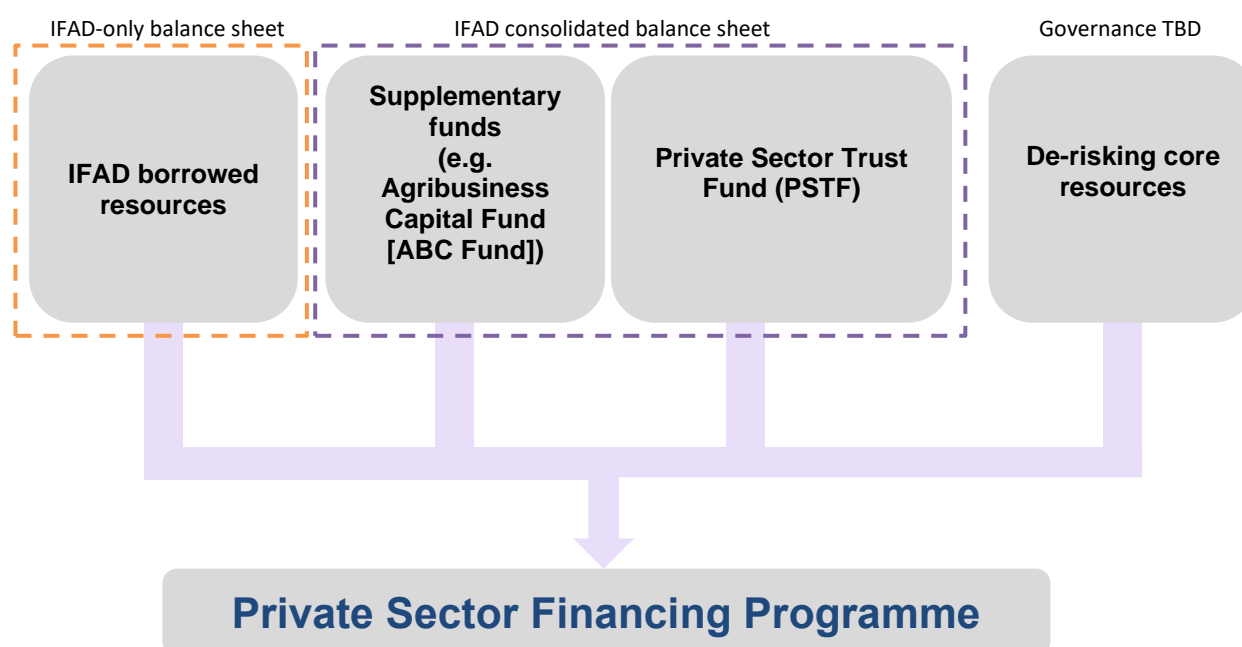 IFAD-only balance sheet
IFAD consolidated balance sheet
Governance TBD
IFAD borrowed
resources
Supplementary
funds
(e.g.
Agribusiness
Capital Fund
[ABC Fund])
Private Sector Trust
Fund (PSTF)
De-risking core
resources
Private Sector Financing Programme